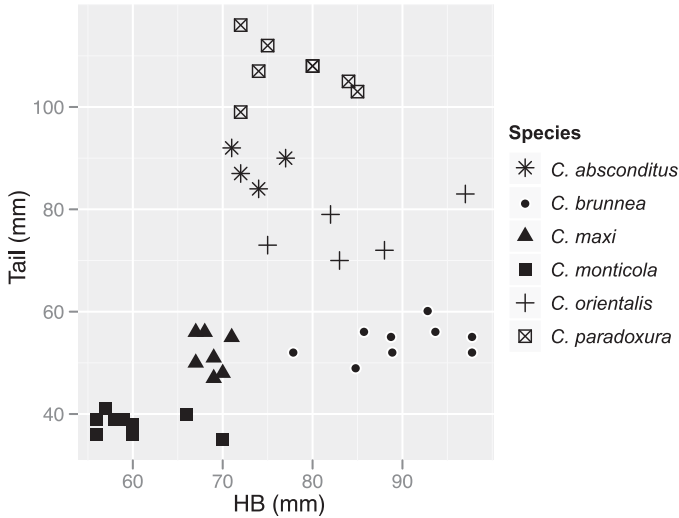 100
80
60
40
Tail (mm)
60 70 80 90
HB (mm)
Species
C. absconditus
C. brunnea
C. maxi
C. monticola
C. orientalis
C. paradoxura